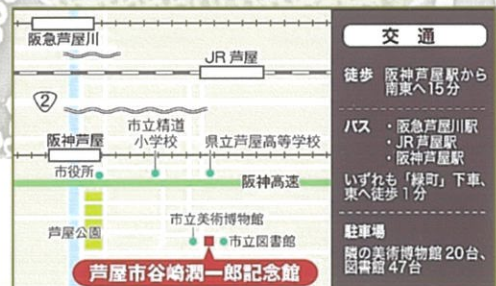 阪急芦屋川
JR 芦屋
2
阪神芦屋
市立精道
小学校
県立芦屋高等学校
市役所
阪神高速
芦屋公園
市立美術博物館
市立図書館
芦屋市谷崎潤一郎記念館
交 通
徒歩 阪神芦屋駅から
南東へ15分
バス ・阪急芦屋川駅
・JR芦屋駅
・阪神芦屋駅
いずれも「緑町」下車、
東へ徒歩1分
駐車場
隣の美術博物館20台、
図書館47台